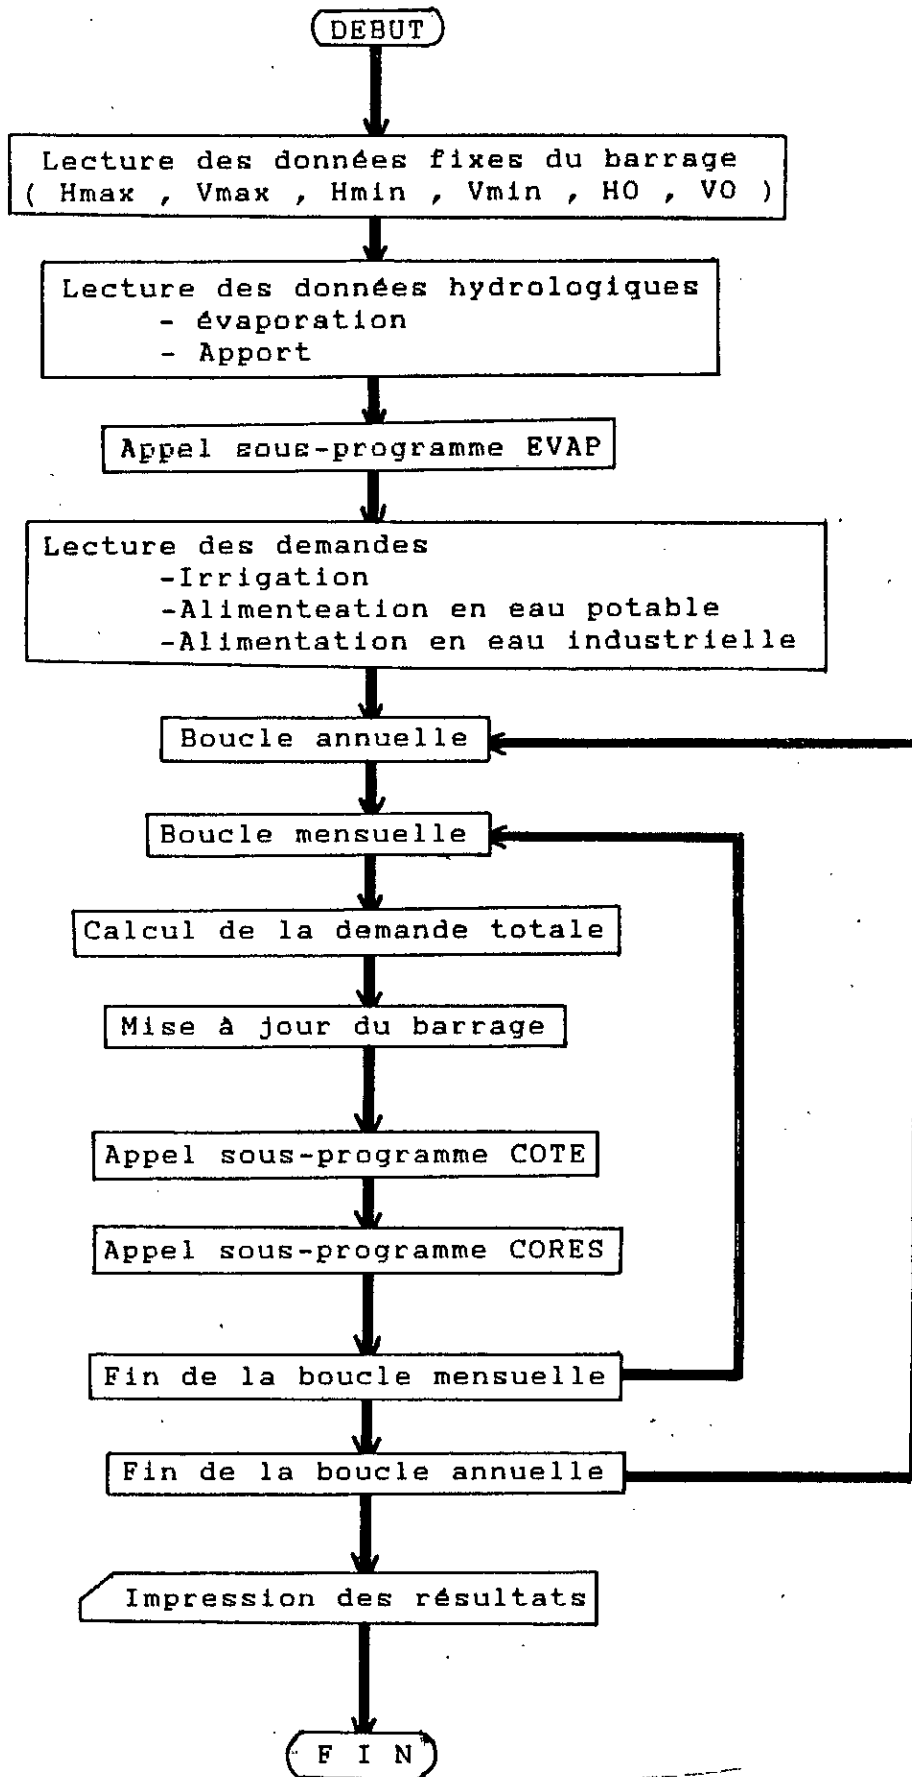 DEBUT
Lecture des données fixes du barrage
( Hmax , Vmax , Hmin , Vmin , HO , VO )
Lecture des données hydrologiques
- évaporation
- Apport
Appel sous-programme EVAP
Lecture des demandes
-Irrigation
-Alimenteation en eau potable
-Alimentation en eau industrielle
Boucle annuelle
Boucle mensuelle
Calcul de la demande totale
Mise à jour du barrage
Appel sous-programme COTE
Appel sous-programme CORES
Fin de la boucle mensuelle
Fin de la boucle annuelle
Impression des résultats
F I N